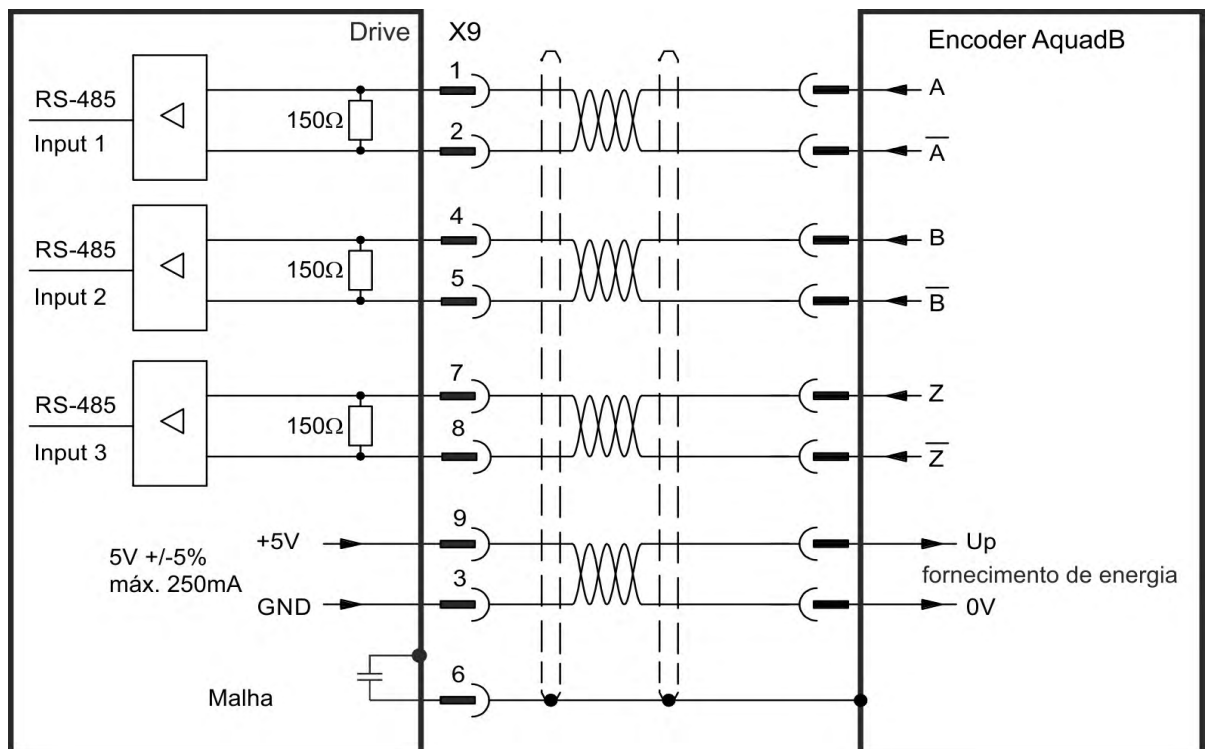 Drive
X9
Encoder AquadB
RS-485
Input 1
150Ω
1
2
A
A̅
RS-485
Input 2
150Ω
4
5
B
B̅
RS-485
Input 3
150Ω
7
8
Z
Z̅
5V +/-5%
máx. 250mA
+5V
GND
9
3
Up
fornecimento de energia
0V
Malha
6